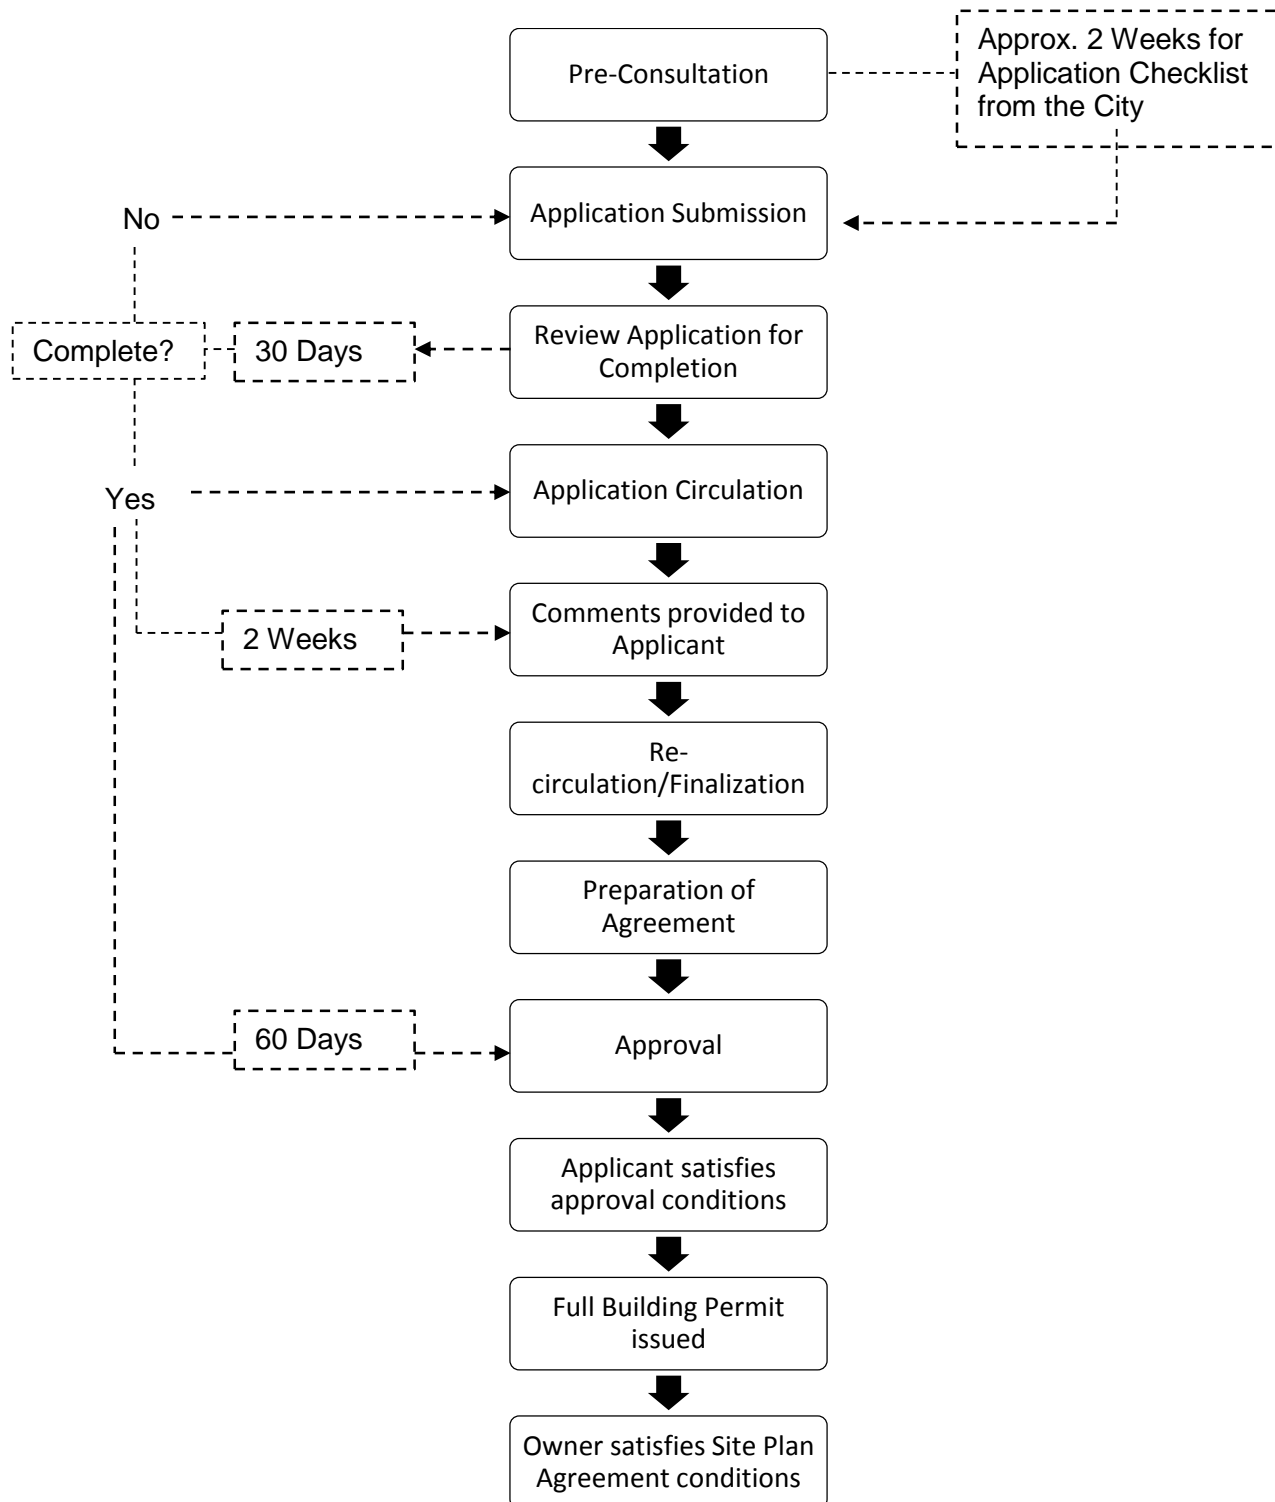 Pre-Consultation
Approx. 2 Weeks for
Application Checklist
from the City
No
Application Submission
Complete?
30 Days
Review Application for
Completion
Yes
Application Circulation
2 Weeks
Comments provided to
Applicant
Re-
circulation/Finalization
Preparation of
Agreement
60 Days
Approval
Applicant satisfies
approval conditions
Full Building Permit
issued
Owner satisfies Site Plan
Agreement conditions